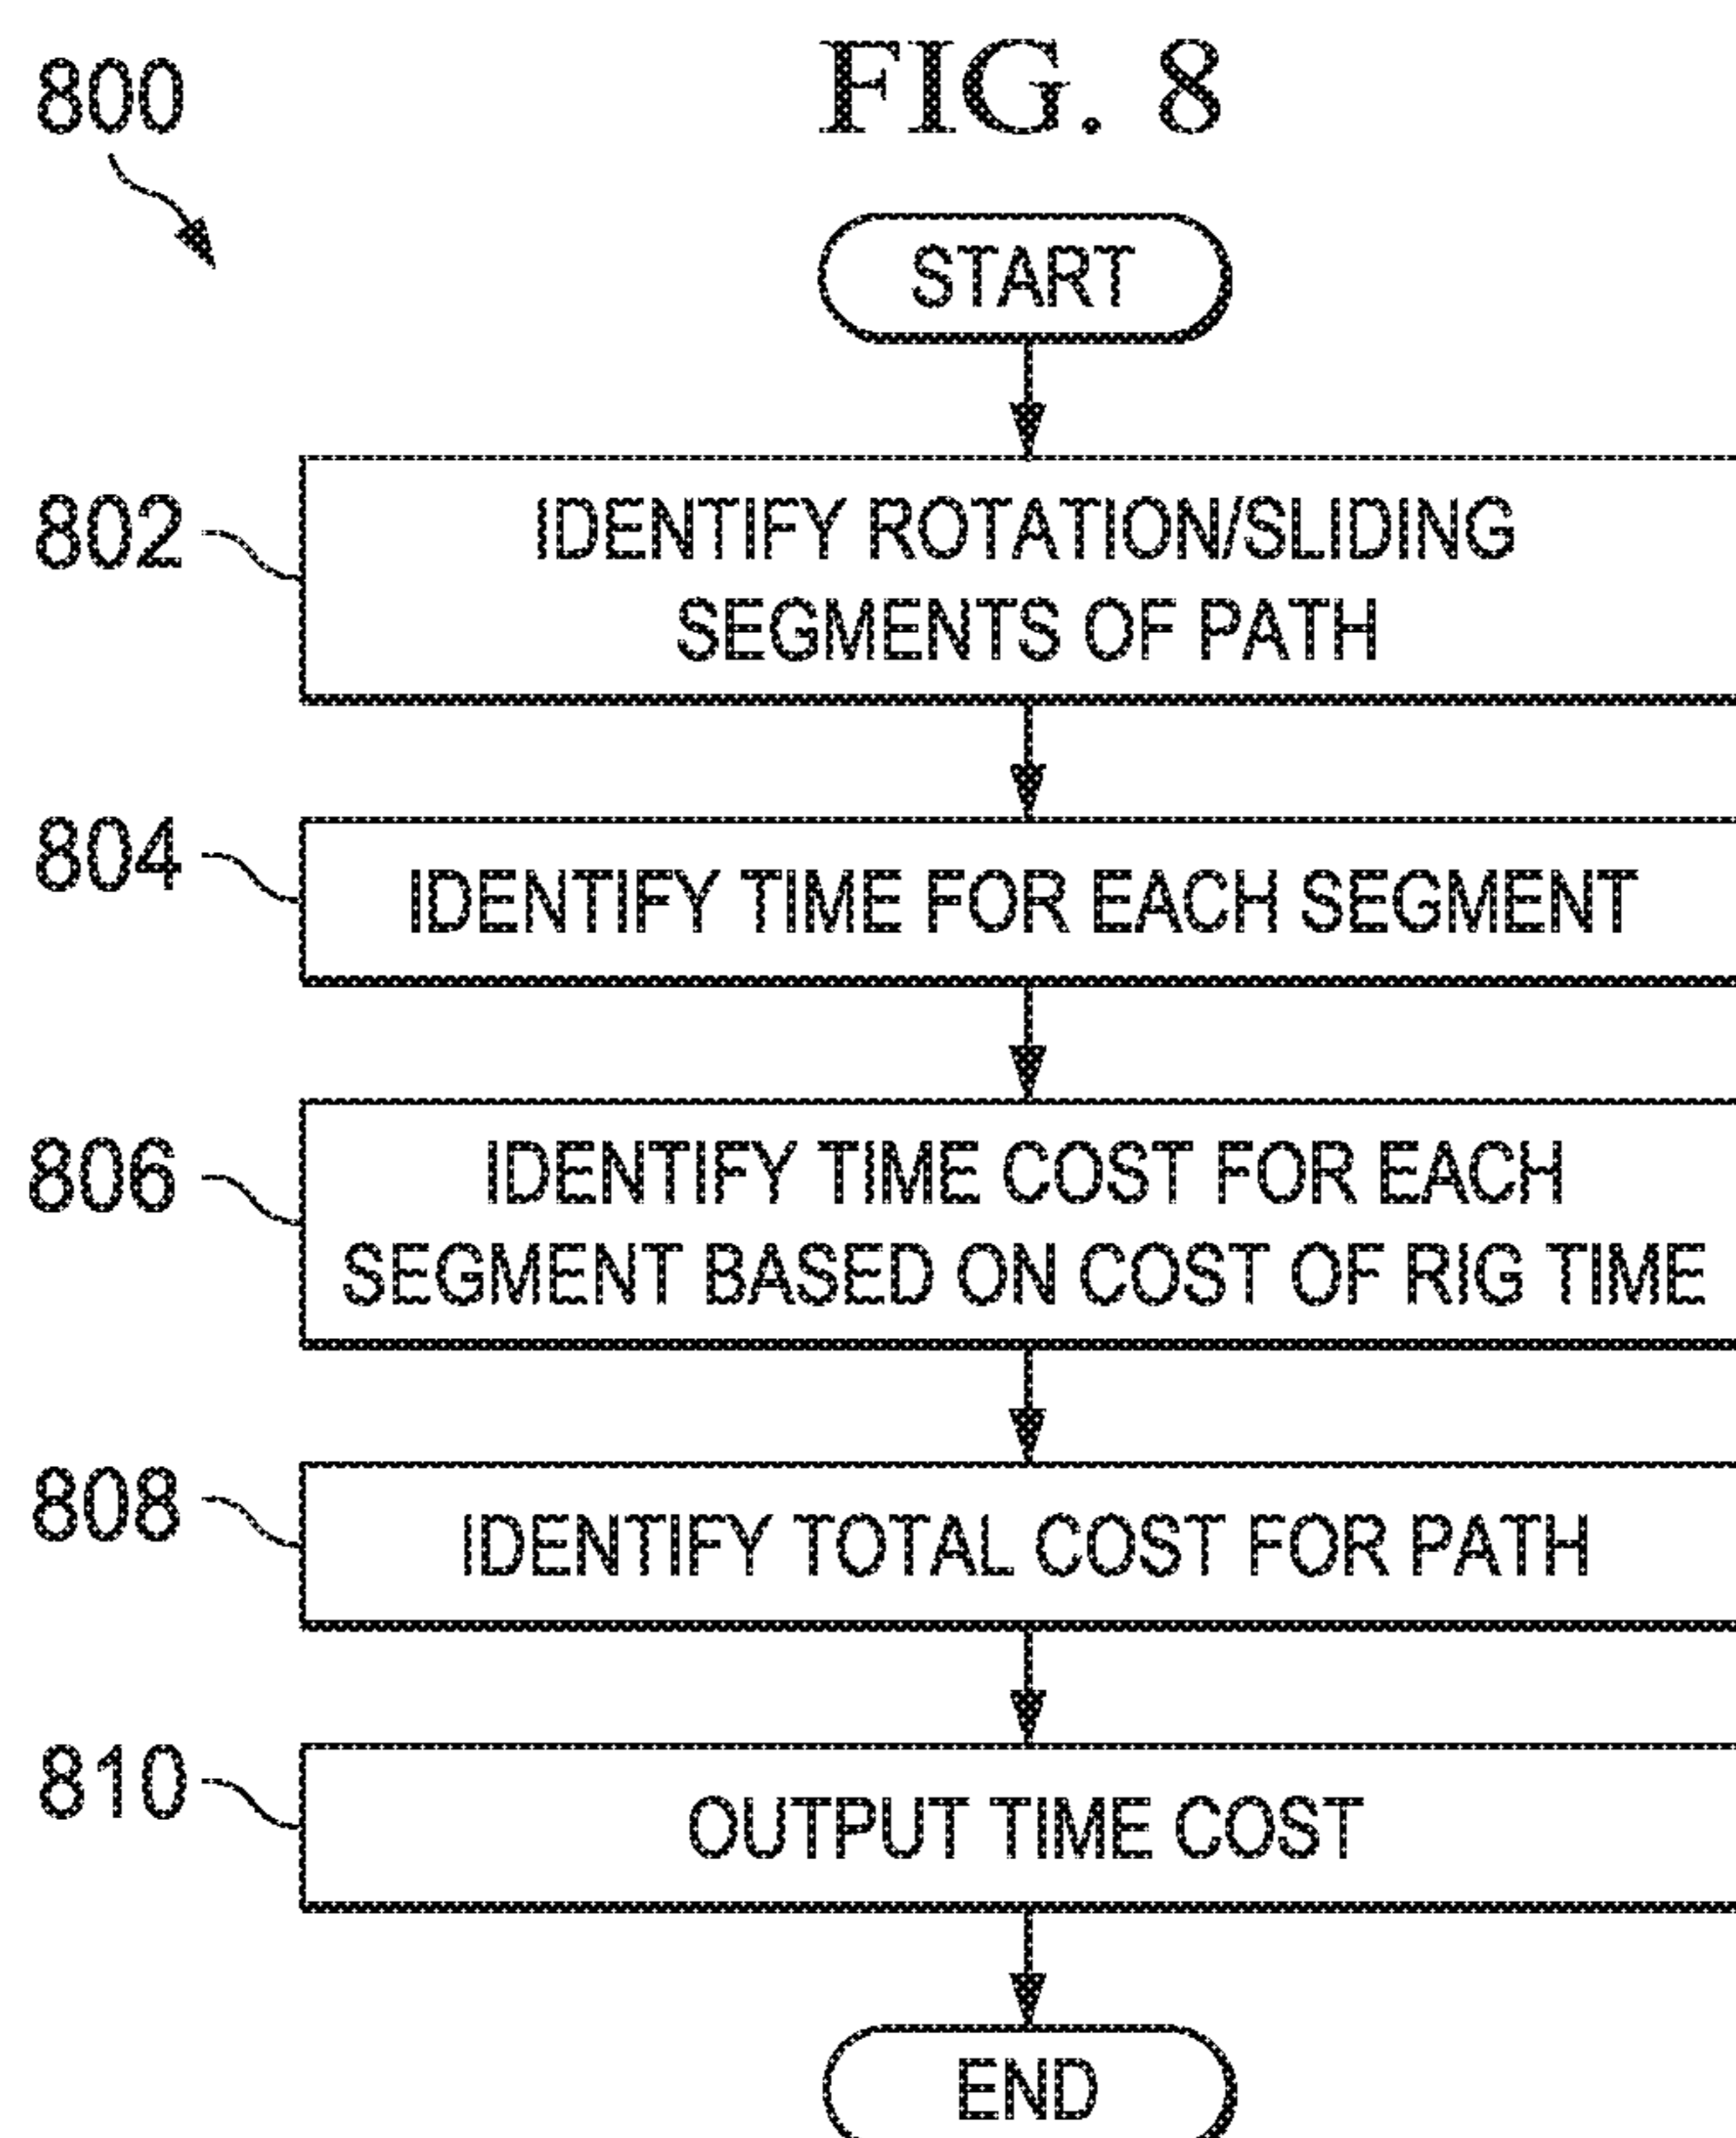 800
FIG. 8
START
802
IDENTIFY ROTATION/SLIDING
SEGMENTS OF PATH
804
IDENTIFY TIME FOR EACH SEGMENT
806
IDENTIFY TIME COST FOR EACH
SEGMENT BASED ON COST OF RIG TIME
808
IDENTIFY TOTAL COST FOR PATH
810
OUTPUT TIME COST
END